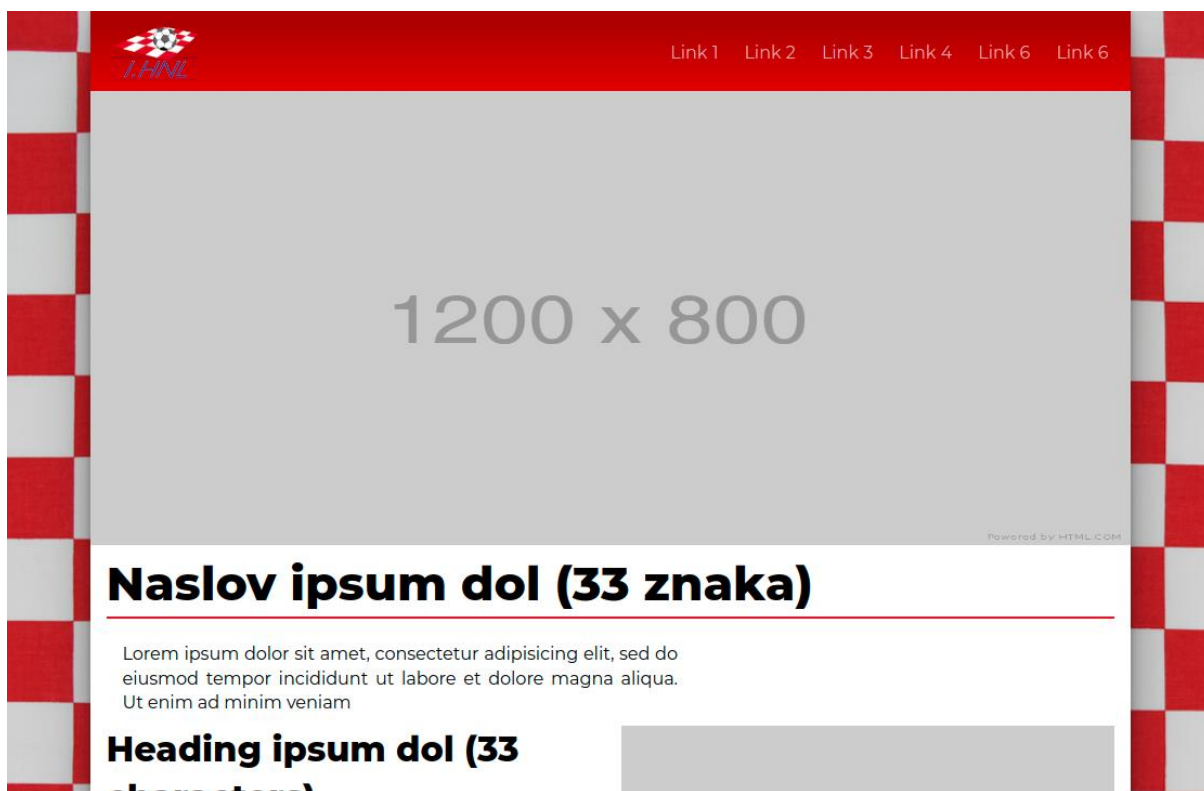 1.HNL
Link 1 Link 2 Link 3 Link 4 Link 6 Link 6
1200 x 800
Powered by HTML.COM
Naslov ipsum dol (33 znaka)
Lorem ipsum dolor sit amet, consectetur adipisicing elit, sed do
eiusmod tempor incididunt ut labore et dolore magna aliqua.
Ut enim ad minim veniam
Heading ipsum dol (33
characters)